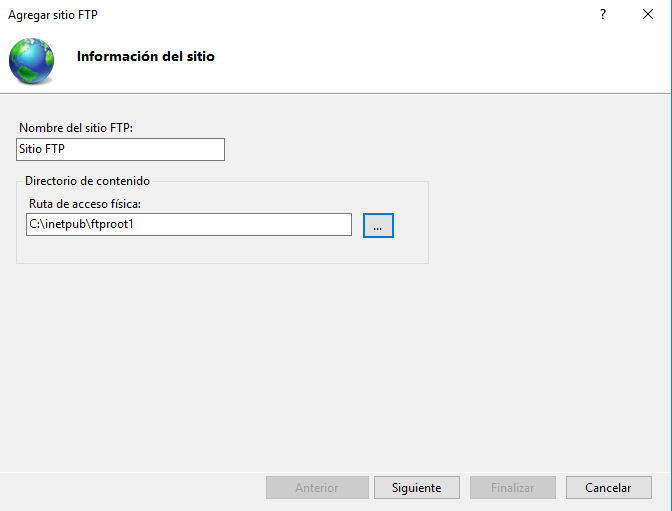 Agregar sitio FTP
?
Información del sitio
Nombre del sitio FTP:
Sitio FTP
Directorio de contenido
Ruta de acceso física:
C:\inetpub\ftproot1
...
Anterior
Siguiente
Finalizar
Cancelar